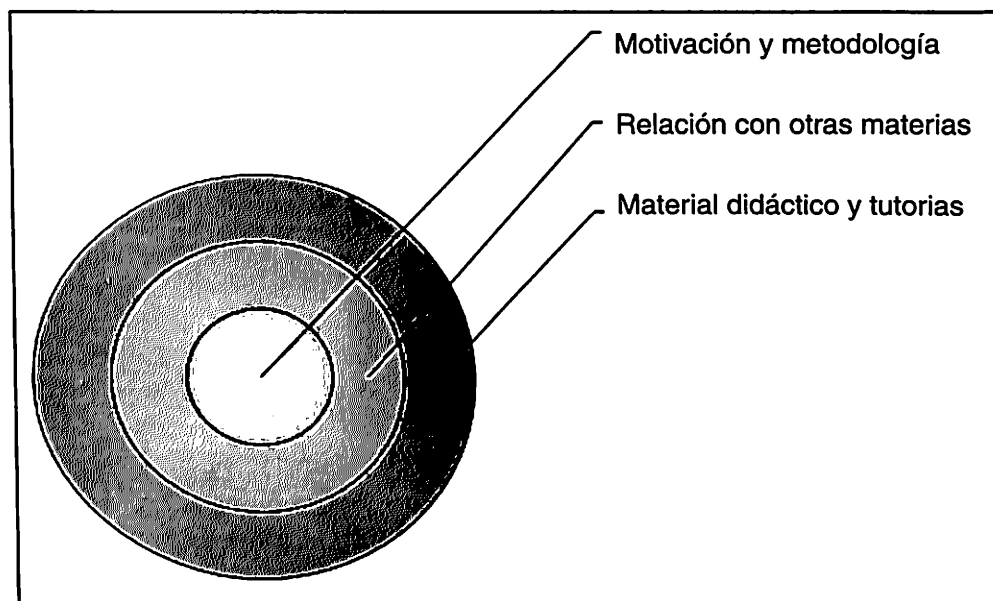 Motivación y metodología
Relación con otras materias
Material didáctico y tutorias